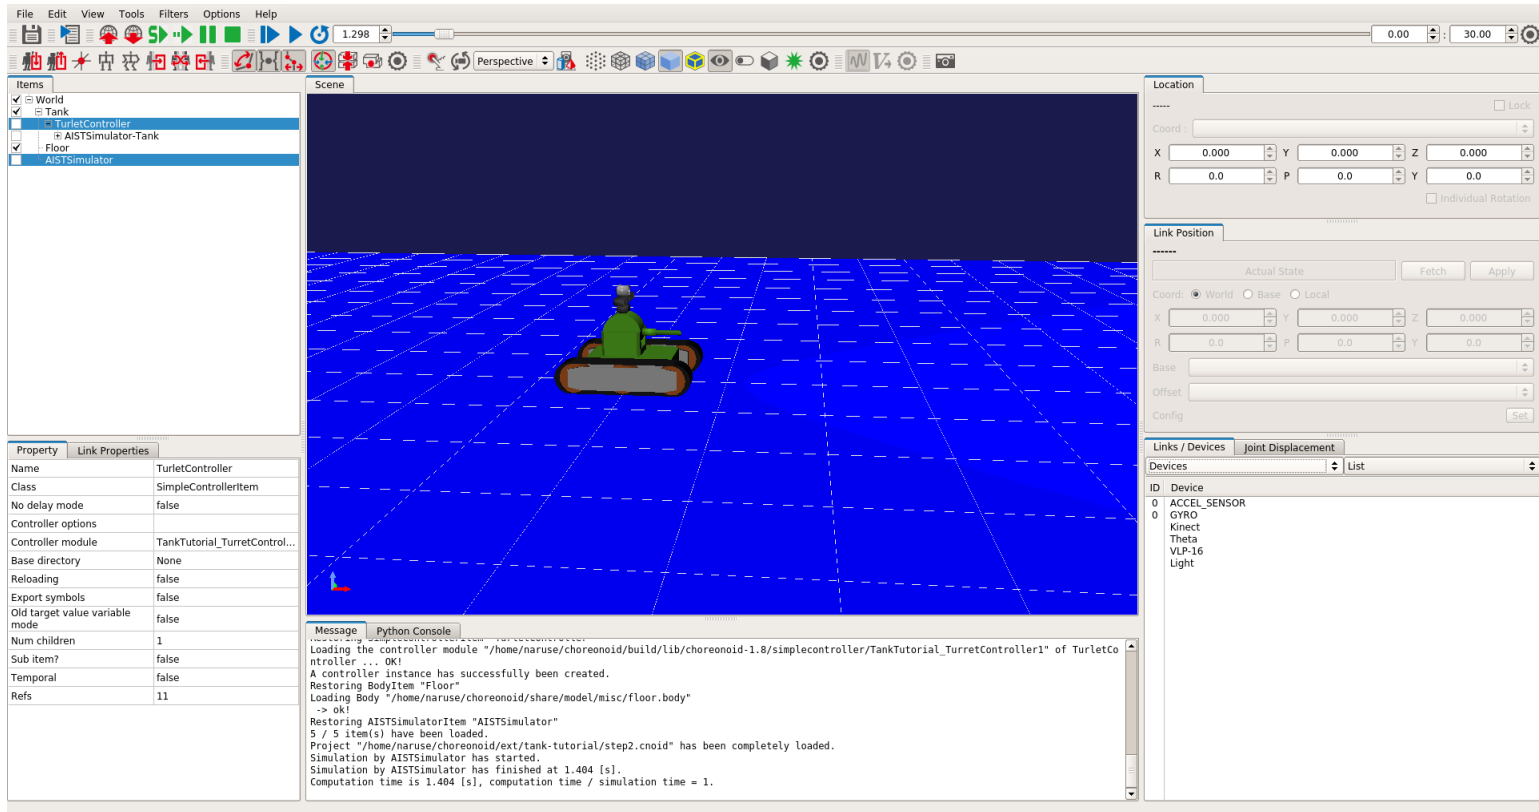 File Edit View Tools Filters Options Help
1.298
0.00 : 30.00
Perspective
Items
World
Tank
TurletController
AISTSimulator-Tank
Floor
AISTSimulator
Scene
Location
-----
Lock
Coord :
X 0.000 Y 0.000 Z 0.000
R 0.0 P 0.0 Y 0.0
Individual Rotation
Link Position
------
Actual State Fetch Apply
Coord: World Base Local
X 0.000 Y 0.000 Z 0.000
R 0.0 P 0.0 Y 0.0
Base
Offset
Config Set
Property Link Properties
Name TurletController
Class SimpleControllerItem
No delay mode false
Controller options
Controller module TankTutorial_TurretControl...
Base directory None
Reloading false
Export symbols false
Old target value variable
mode false
Num children 1
Sub item? false
Temporal false
Refs 11
Message Python Console
Restoring SimpleControllerItem "TurletController"
Loading the controller module "/home/naruse/choreonoid/build/lib/choreonoid-1.8/simplecontroller/TankTutorial_TurretController1" of TurletCo
ntroller ... OK!
A controller instance has successfully been created.
Restoring BodyItem "Floor"
Loading Body "/home/naruse/choreonoid/share/model/misc/floor.body"
-> ok!
Restoring AISTSimulatorItem "AISTSimulator"
5 / 5 item(s) have been loaded.
Project "/home/naruse/choreonoid/ext/tank-tutorial/step2.cnoid" has been completely loaded.
Simulation by AISTSimulator has started.
Simulation by AISTSimulator has finished at 1.404 [s].
Computation time is 1.404 [s], computation time / simulation time = 1.
Links / Devices Joint Displacement
Devices List
ID Device
0 ACCEL_SENSOR
0 GYRO
Kinect
Theta
VLP-16
Light